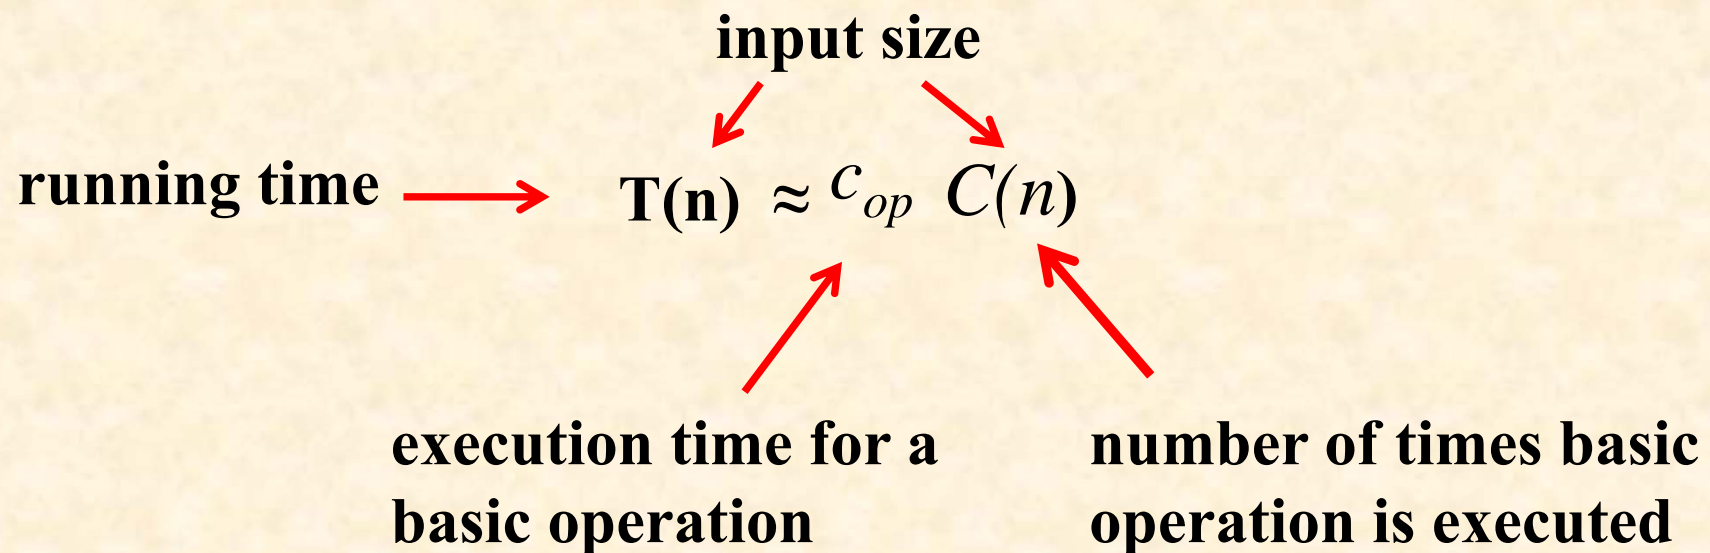 input size
running time
T(n) ≈ c_op C(n)
execution time for a
basic operation
number of times basic
operation is executed